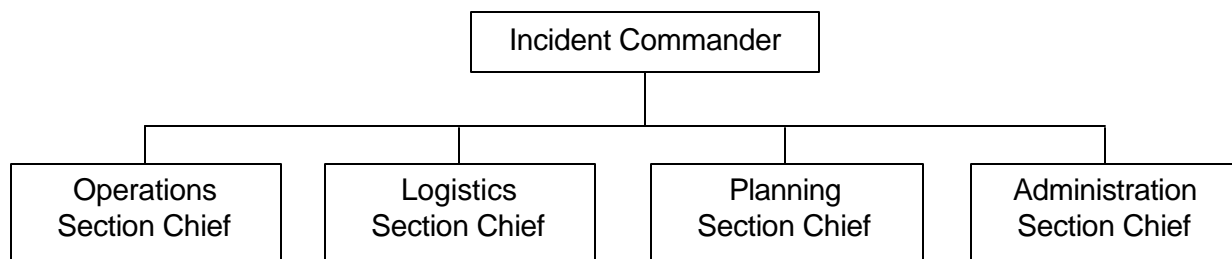 Incident Commander
Operations
Section Chief
Logistics
Section Chief
Planning
Section Chief
Administration
Section Chief